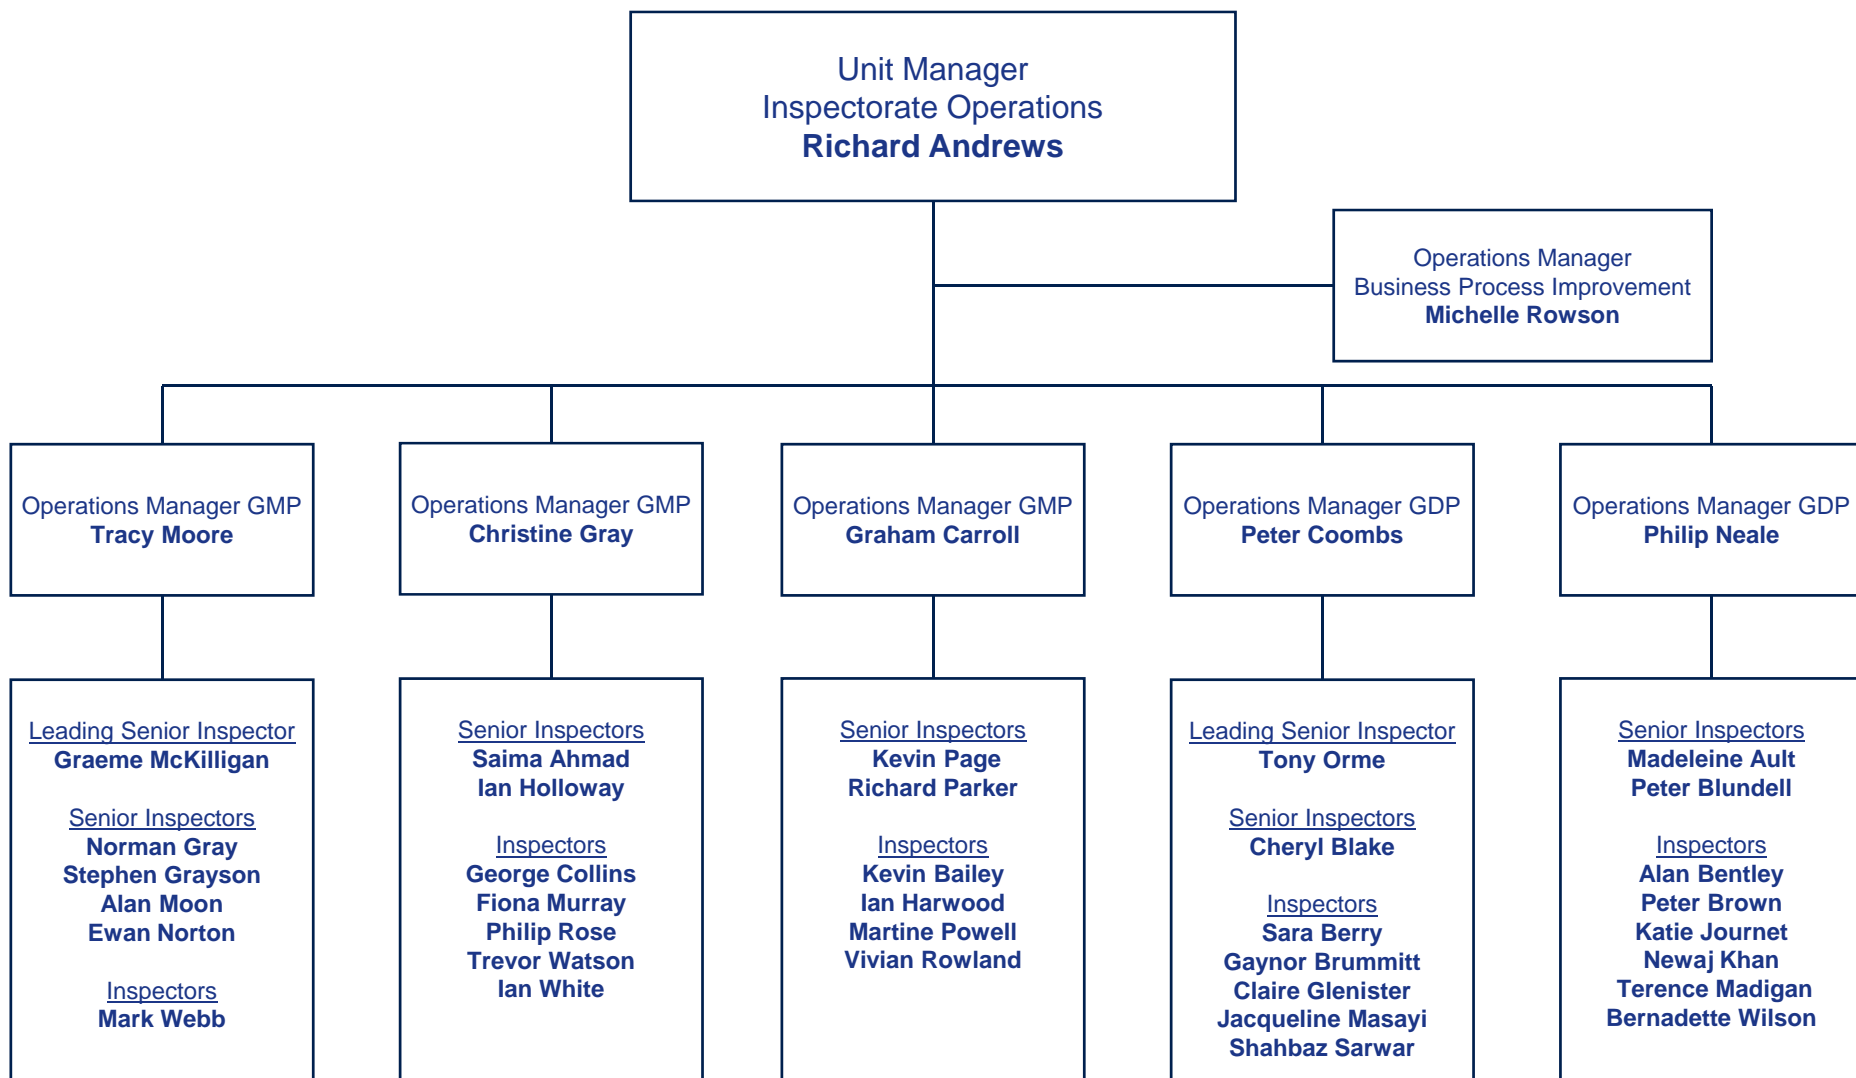 Unit Manager
Inspectorate Operations
Richard Andrews
Operations Manager
Business Process Improvement
Michelle Rowson
Operations Manager GMP
Tracy Moore
Operations Manager GMP
Christine Gray
Operations Manager GMP
Graham Carroll
Operations Manager GDP
Peter Coombs
Operations Manager GDP
Philip Neale
Leading Senior Inspector
Graeme McKilligan
Senior Inspectors
Norman Gray
Stephen Grayson
Alan Moon
Ewan Norton
Inspectors
Mark Webb
Senior Inspectors
Saima Ahmad
Ian Holloway
Inspectors
George Collins
Fiona Murray
Philip Rose
Trevor Watson
Ian White
Senior Inspectors
Kevin Page
Richard Parker
Inspectors
Kevin Bailey
Ian Harwood
Martine Powell
Vivian Rowland
Leading Senior Inspector
Tony Orme
Senior Inspectors
Cheryl Blake
Inspectors
Sara Berry
Gaynor Brummitt
Claire Glenister
Jacqueline Masayi
Shahbaz Sarwar
Senior Inspectors
Madeleine Ault
Peter Blundell
Inspectors
Alan Bentley
Peter Brown
Katie Journet
Newaj Khan
Terence Madigan
Bernadette Wilson